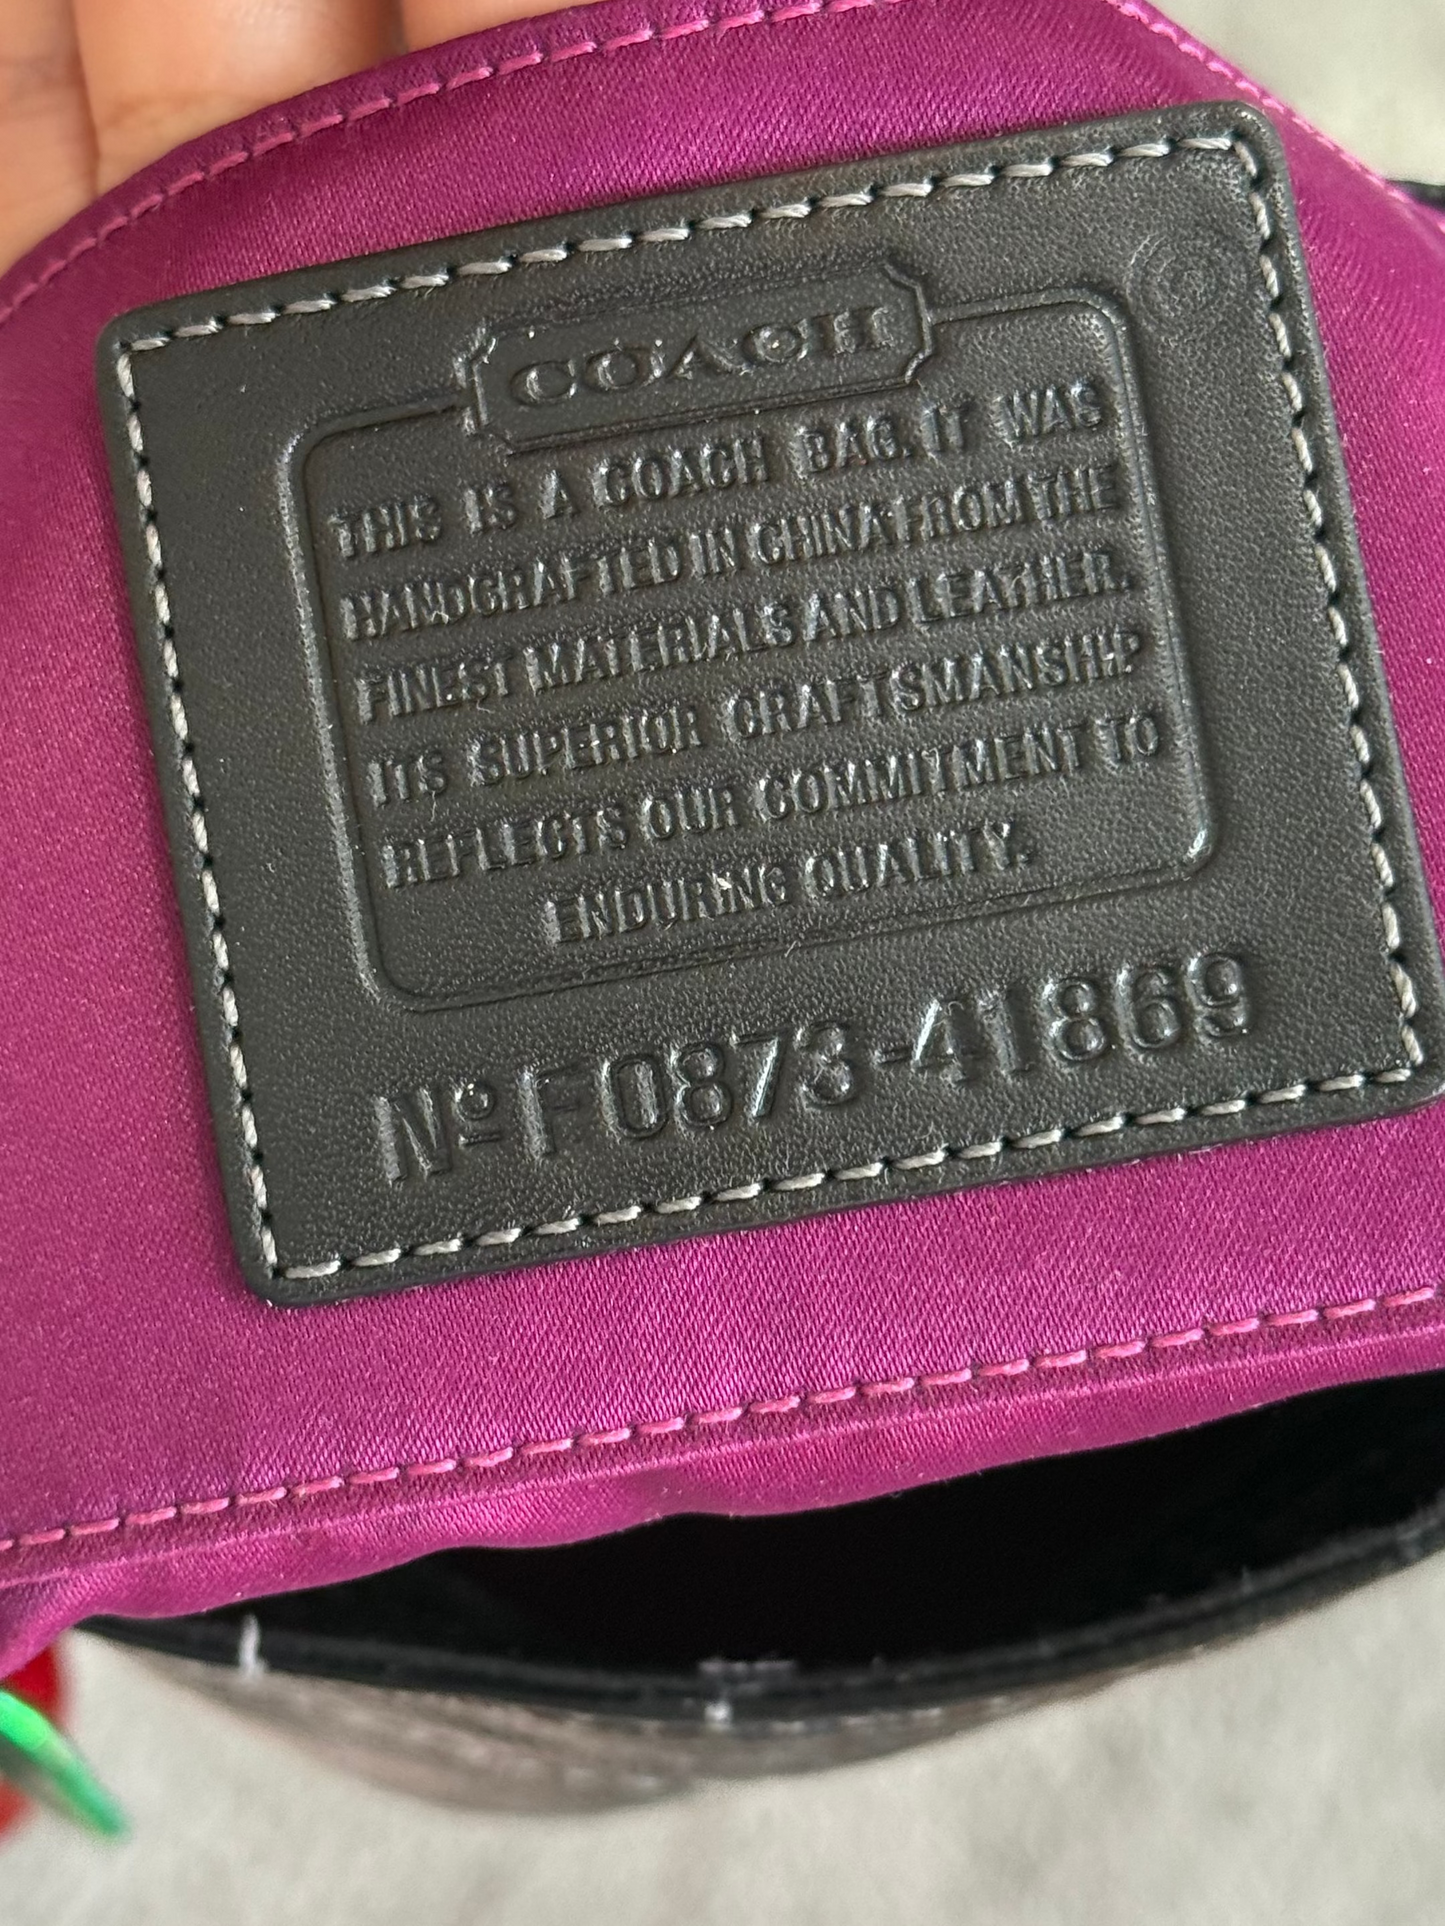 COACH
THIS IS A COACH BAG. IT WAS
HANDCRAFTED IN CHINA FROM THE
FINEST MATERIALS AND LEATHER.
ITS SUPERIOR CRAFTSMANSHIP
REFLECTS OUR COMMITMENT TO
ENDURING QUALITY.
Nº F0873-41869